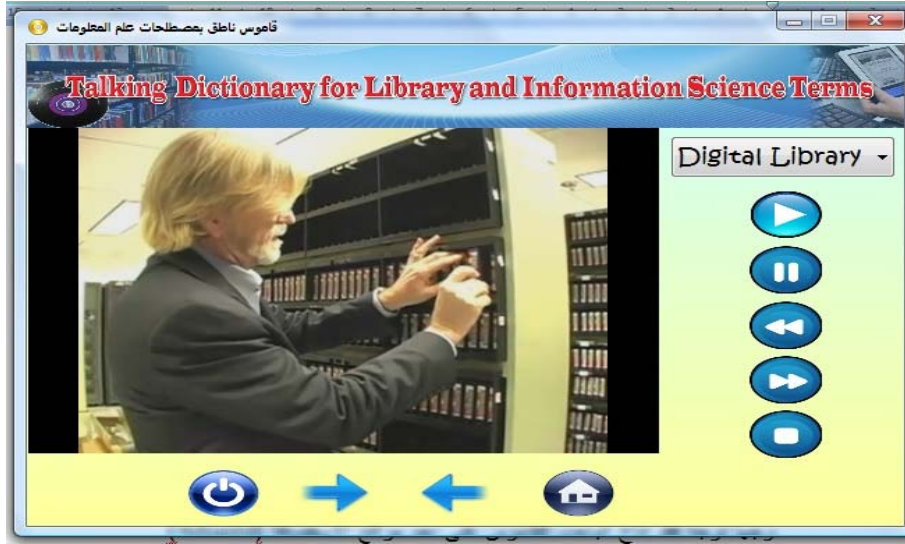 قاموس ناطق بمصطلحات علم المعلومات
Talking Dictionary for Library and Information Science Terms
Digital Library